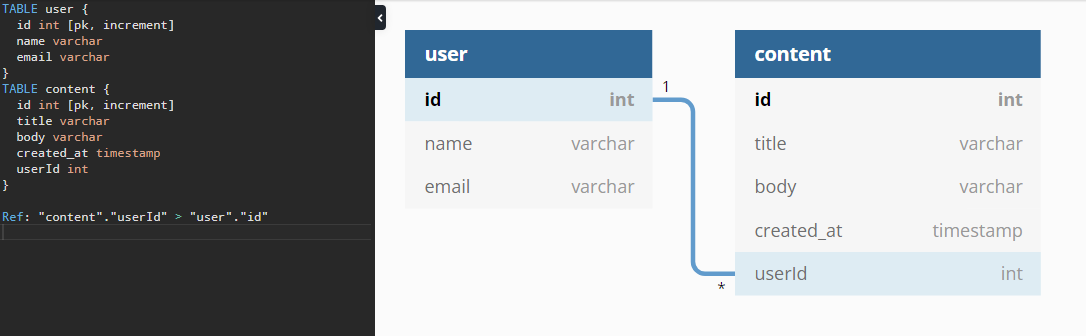 TABLE user {
id int [pk, increment]
name varchar
email varchar
}
TABLE content {
id int [pk, increment]
title varchar
body varchar
created_at timestamp
userId int
}
Ref: "content"."userId" > "user"."id"
<
user
id int
name varchar
email varchar
1
*
content
id int
title varchar
body varchar
created_at timestamp
userId int